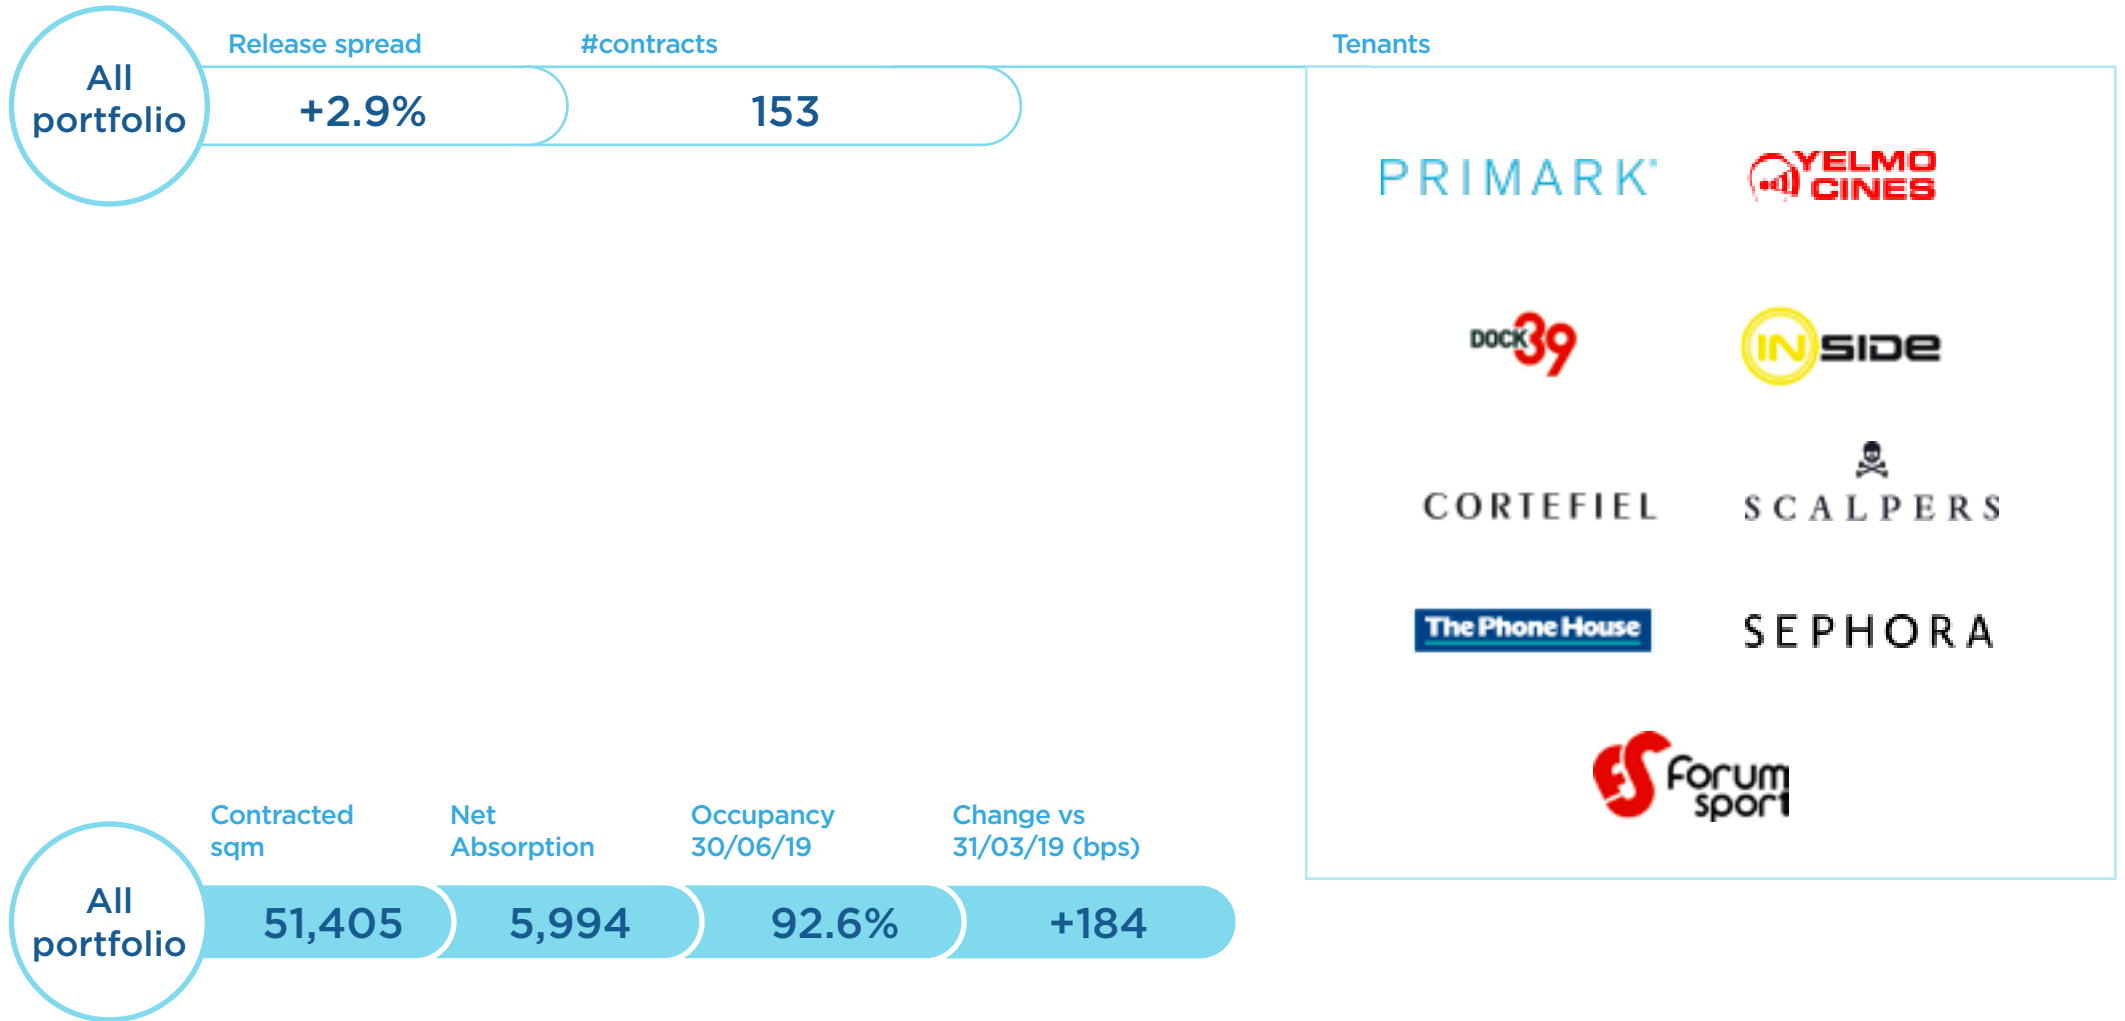 All
portfolio
Release spread
+2.9%
#contracts
153
Tenants
PRIMARK
YELMO
CINES
DOCK39
INSIDE
CORTEFIEL
SCALPERS
The Phone House
SEPHORA
FS Forum
sport
All
portfolio
Contracted
sqm
51,405
Net
Absorption
5,994
Occupancy
30/06/19
92.6%
Change vs
31/03/19 (bps)
+184